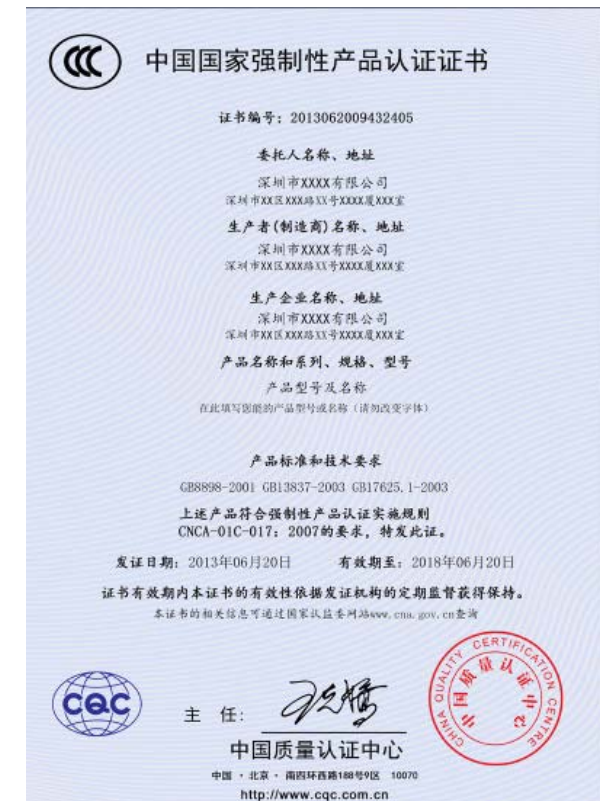 中国国家强制性产品认证证书
证书编号：2013062009432405
委托人名称、地址
深圳市XXXX有限公司
深圳市XX区XXX路XX号XXXX厦XXX室
生产者(制造商)名称、地址
深圳市XXXX有限公司
深圳市XX区XXX路XX号XXXX厦XXX室
生产企业名称、地址
深圳市XXXX有限公司
深圳市XX区XXX路XX号XXXX厦XXX室
产品名称和系列、规格、型号
产品型号及名称
在此填写您能的产品型号或名称（请勿改变字体）
产品标准和技术要求
GB8898-2001 GB13837-2003 GB17625.1-2003
上述产品符合强制性产品认证实施规则
CNCA-01C-017：2007的要求，特发此证。
发证日期：2013年06月20日 有效期至：2018年06月20日
证书有效期内本证书的有效性依据发证机构的定期监督获得保持。
本证书的相关信息可通过国家认监委网站www.cna.gov.cn查询
CHINA QUALITY CERTIFICATION CENTRE
中国质量认证中心
CQC
主 任：
中国质量认证中心
中国·北京·南四环西路188号9区 10070
http://www.cqc.com.cn